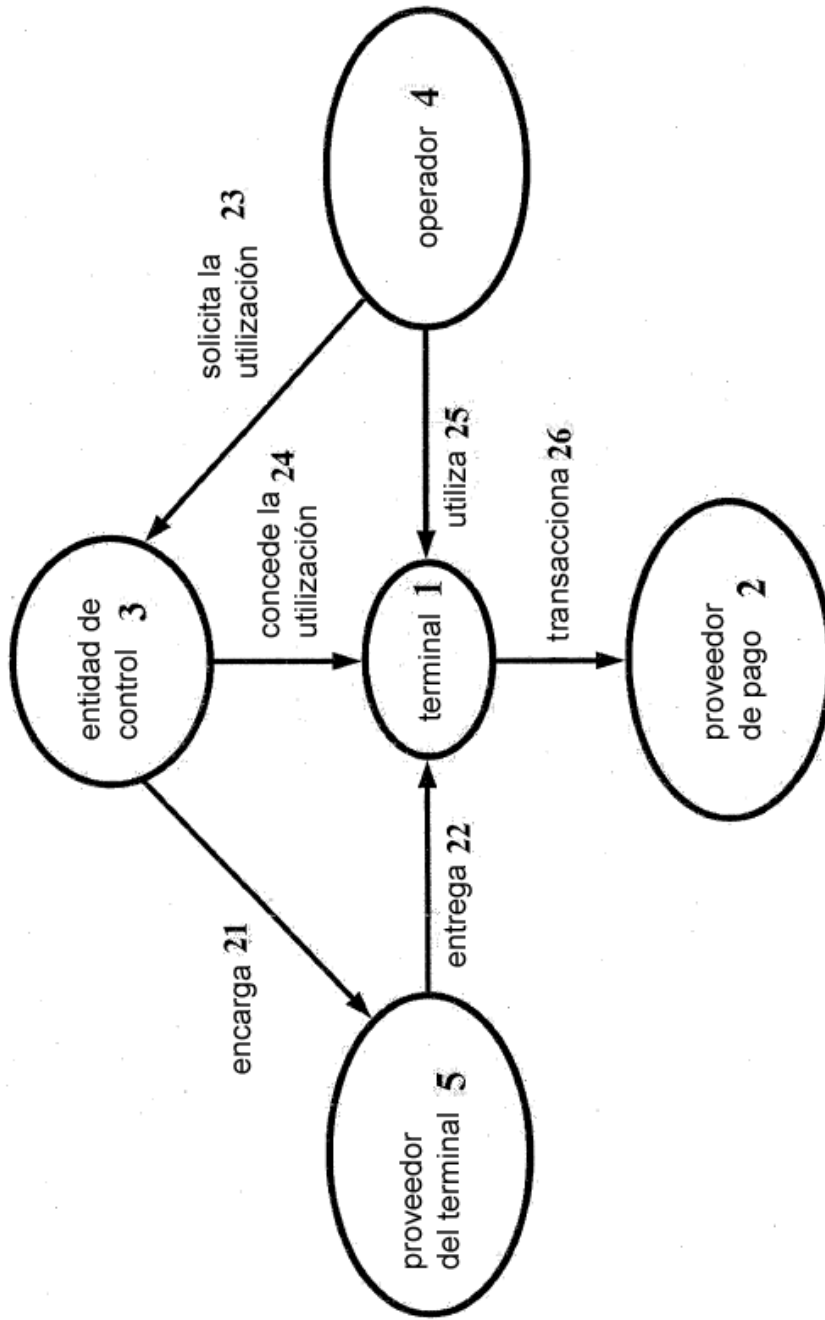 entidad de
control 3
encarga 21
concede la 24
utilización
solicita la
utilización 23
proveedor
del terminal 5
entrega 22
terminal 1
utiliza 25
operador 4
transacciona 26
proveedor
de pago 2